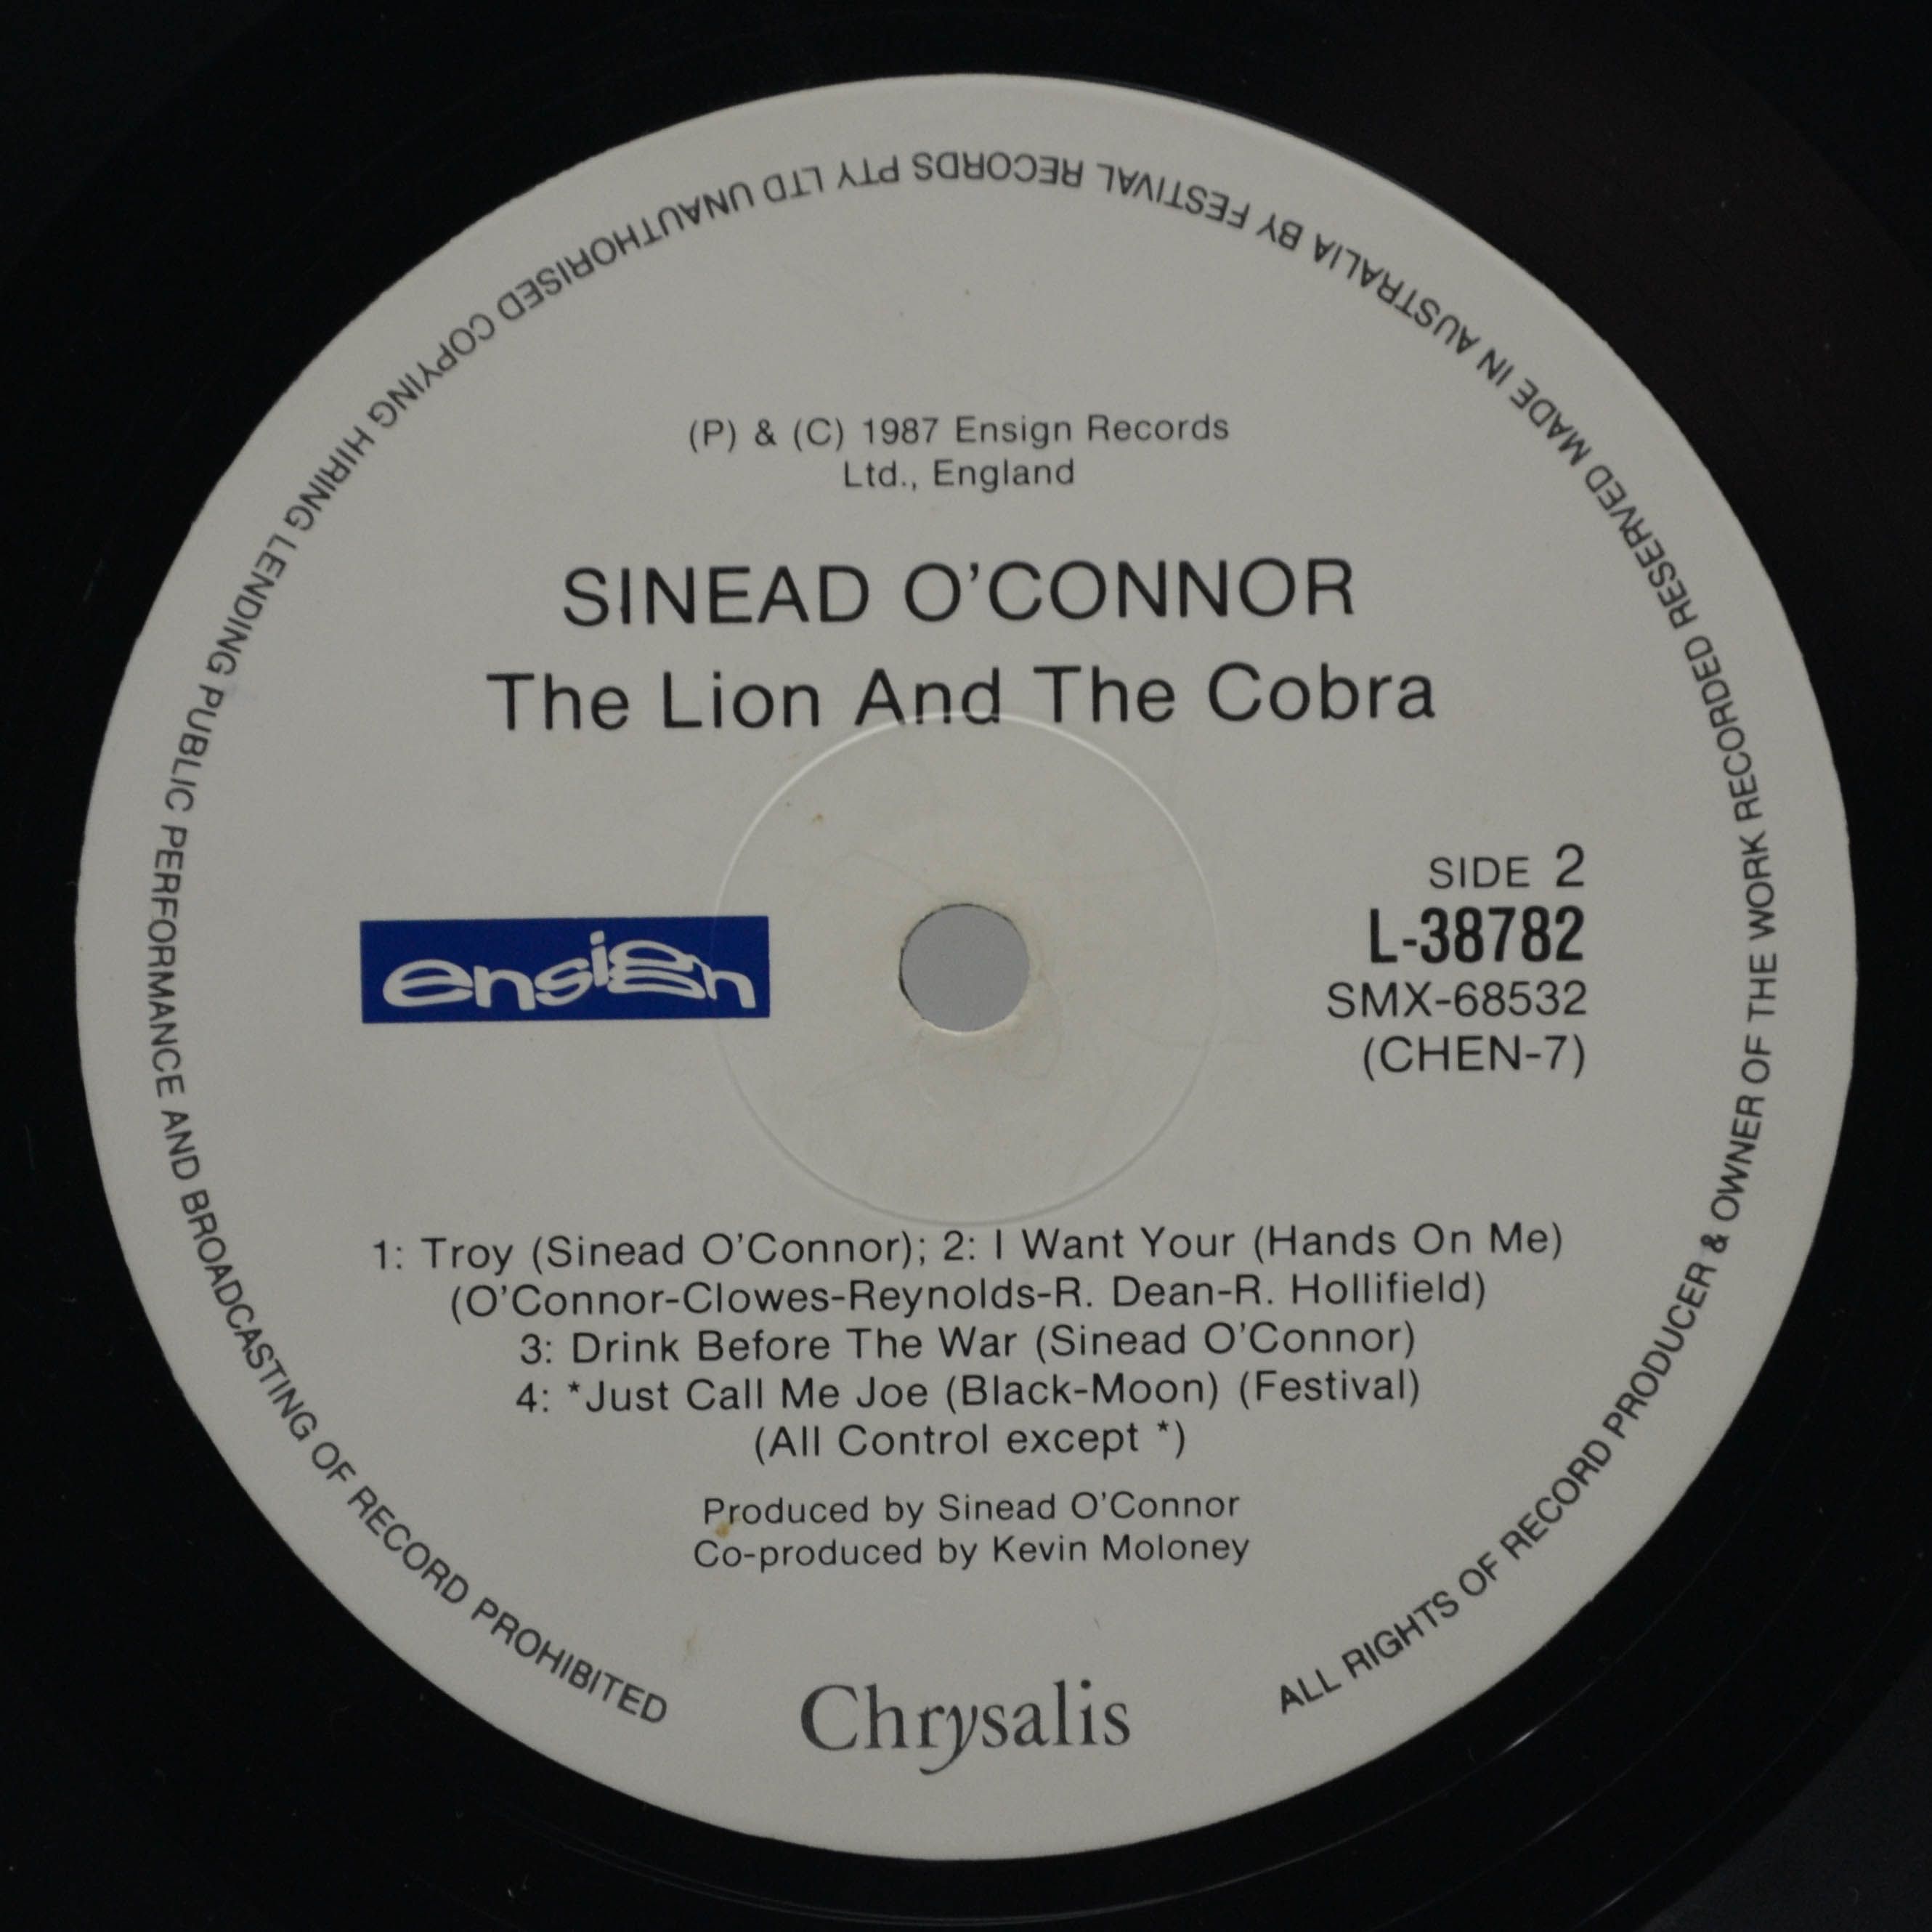 (P) & (C) 1987 Ensign Records
Ltd., England
SINEAD O'CONNOR
The Lion And The Cobra
ensign
SIDE 2
L-38782
SMX-68532
(CHEN-7)
1: Troy (Sinead O'Connor); 2: I Want Your (Hands On Me)
(O'Connor-Clowes-Reynolds-R. Dean-R. Hollifield)
3: Drink Before The War (Sinead O'Connor)
4: *Just Call Me Joe (Black-Moon) (Festival)
(All Control except *)
Produced by Sinead O'Connor
Co-produced by Kevin Moloney
Chrysalis
ALL RIGHTS OF RECORD PRODUCER & OWNER OF THE WORK RECORDED RESERVED MADE IN AUSTRALIA BY FESTIVAL RECORDS PTY LTD UNAUTHORISED COPYING HIRING LENDING PUBLIC PERFORMANCE AND BROADCASTING OF RECORD PROHIBITED